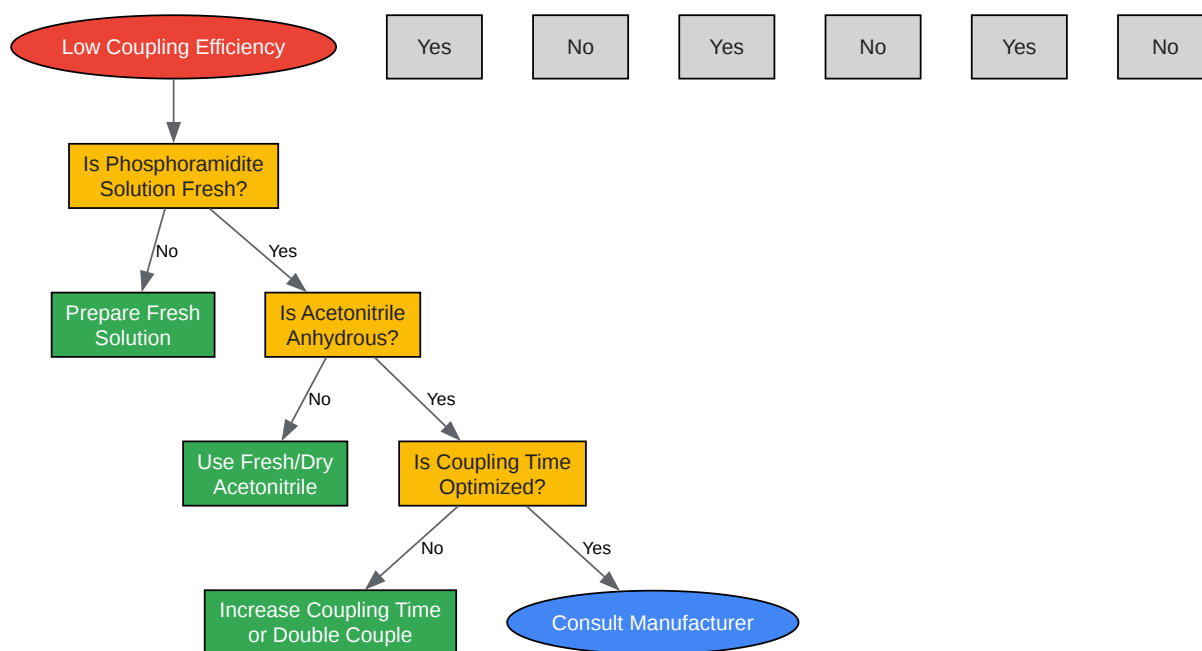 Low Coupling Efficiency
Yes
No
Yes
No
Yes
No
Is Phosphoramidite
Solution Fresh?
No
Yes
Prepare Fresh
Solution
Is Acetonitrile
Anhydrous?
No
Yes
Use Fresh/Dry
Acetonitrile
Is Coupling Time
Optimized?
No
Yes
Increase Coupling Time
or Double Couple
Consult Manufacturer